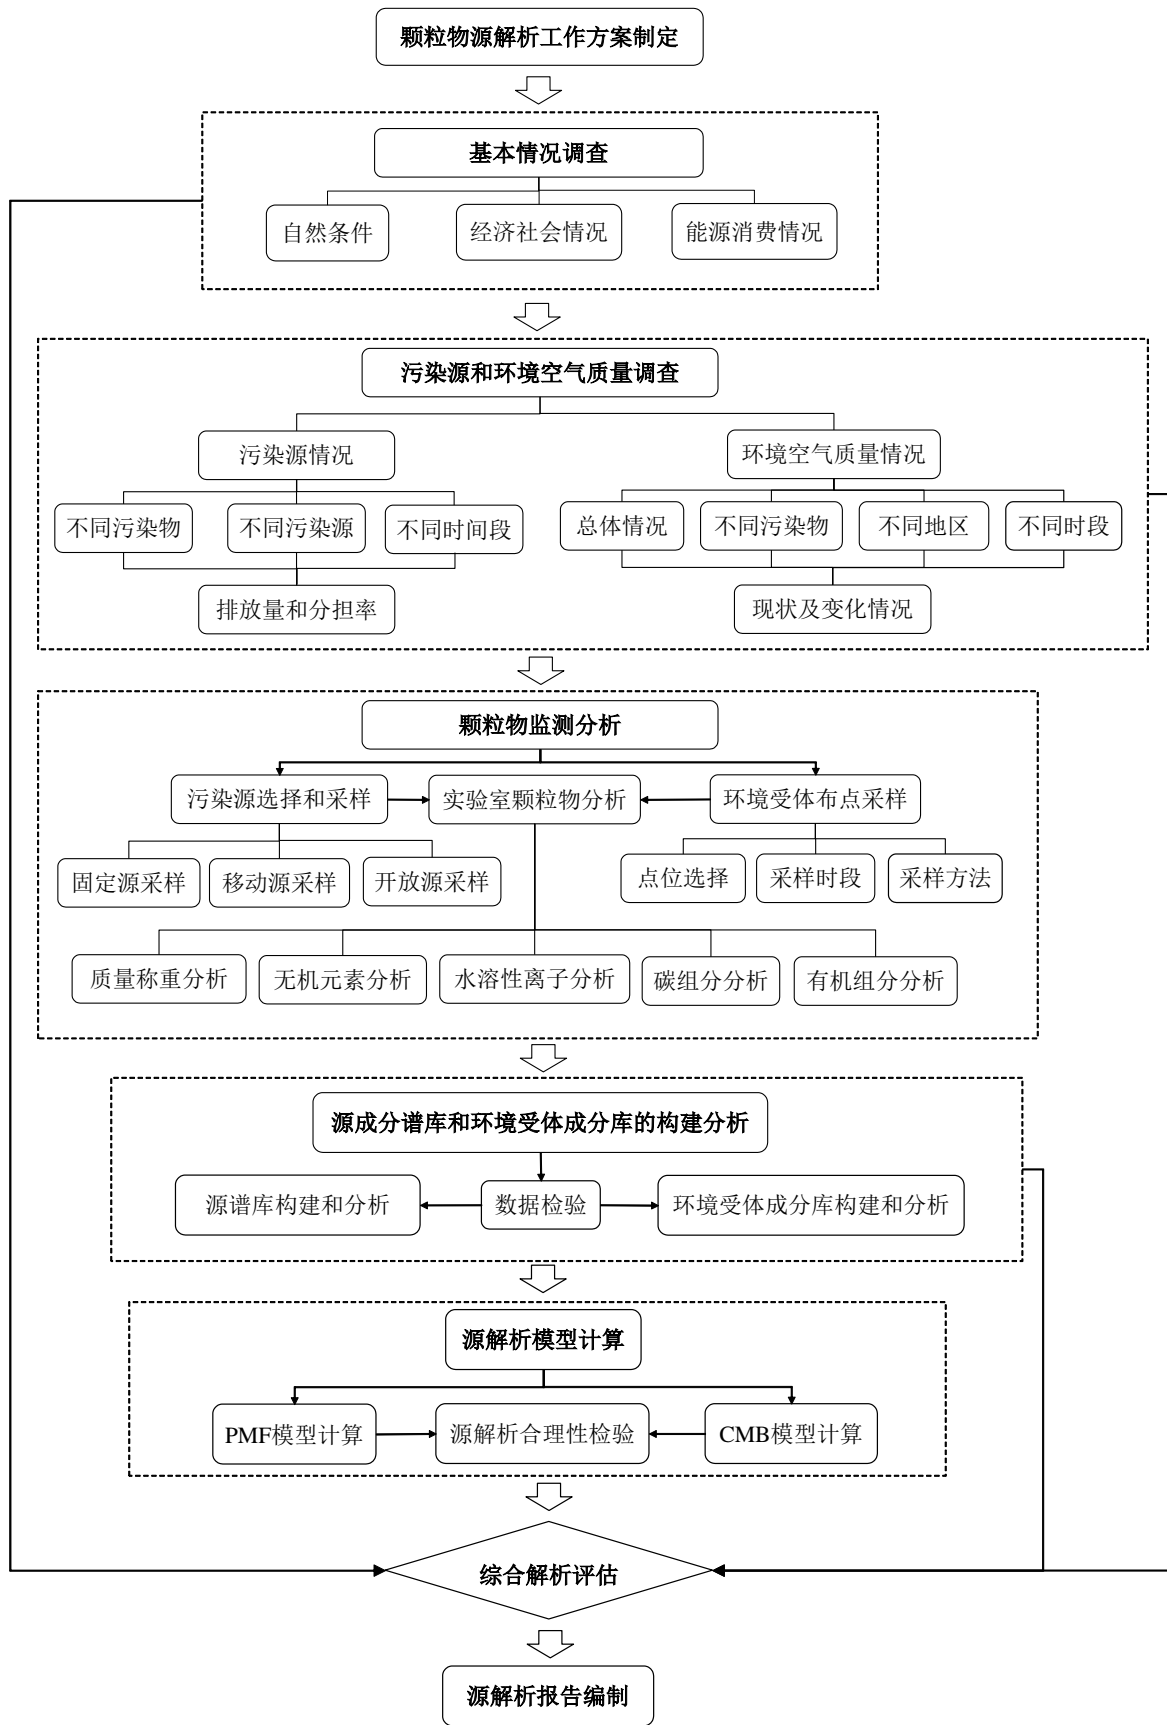 颗粒物源解析工作方案制定
基本情况调查
自然条件
经济社会情况
能源消费情况
污染源和环境空气质量调查
污染源情况
环境空气质量情况
不同污染物
不同污染源
不同时间段
总体情况
不同污染物
不同地区
不同时段
排放量和分担率
现状及变化情况
颗粒物监测分析
污染源选择和采样
实验室颗粒物分析
环境受体布点采样
固定源采样
移动源采样
开放源采样
点位选择
采样时段
采样方法
质量称重分析
无机元素分析
水溶性离子分析
碳组分分析
有机组分分析
源成分谱库和环境受体成分库的构建分析
源谱库构建和分析
数据检验
环境受体成分库构建和分析
源解析模型计算
PMF模型计算
源解析合理性检验
CMB模型计算
综合解析评估
源解析报告编制